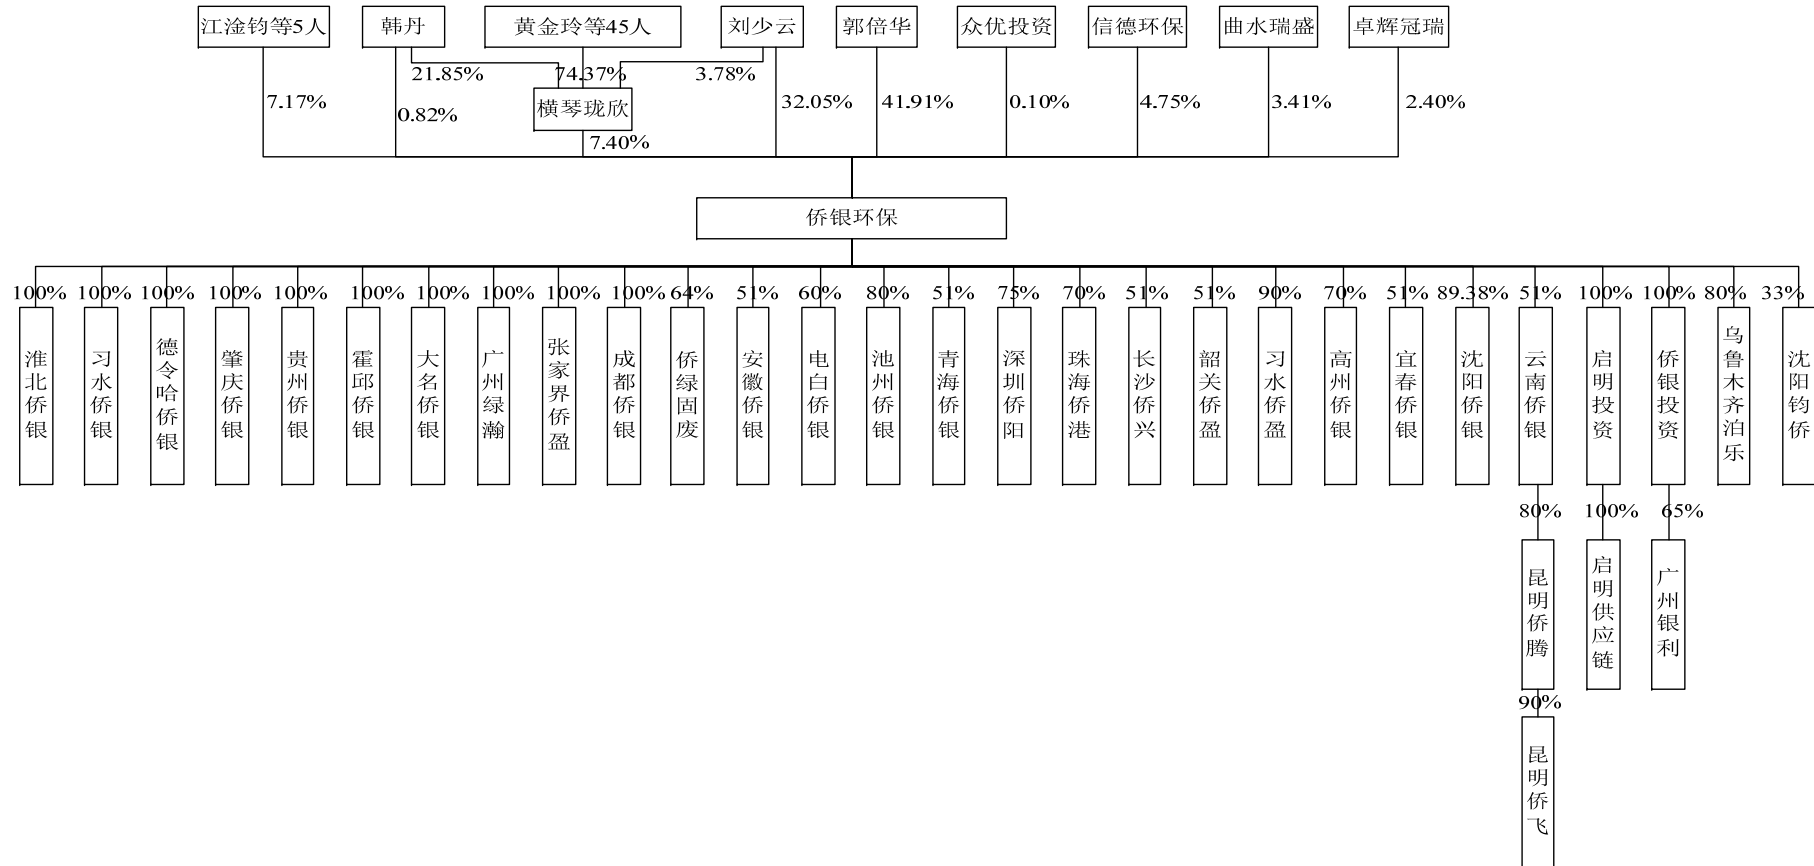 江淦钧等5人
韩丹
黄金玲等45人
刘少云
郭倍华
众优投资
信德环保
曲水瑞盛
卓辉冠瑞
21.85%
74.37%
3.78%
横琴珑欣
7.17%
0.82%
7.40%
32.05%
41.91%
0.10%
4.75%
3.41%
2.40%
侨银环保
100%
100%
100%
100%
100%
100%
100%
100%
100%
100%
64%
51%
60%
80%
51%
75%
70%
51%
51%
90%
70%
51%
89.38%
51%
100%
100%
80%
33%
淮北侨银
习水侨银
德令哈侨银
肇庆侨银
贵州侨银
霍邱侨银
大名侨银
广州绿瀚
张家界侨盈
成都侨银
侨绿固废
安徽侨银
电白侨银
池州侨银
青海侨银
深圳侨阳
珠海侨港
长沙侨兴
韶关侨盈
习水侨盈
高州侨银
宜春侨银
沈阳侨银
云南侨银
启明投资
侨银投资
乌鲁木齐泊乐
沈阳钧侨
80%
100%
65%
昆明侨腾
启明供应链
广州银利
90%
昆明侨飞